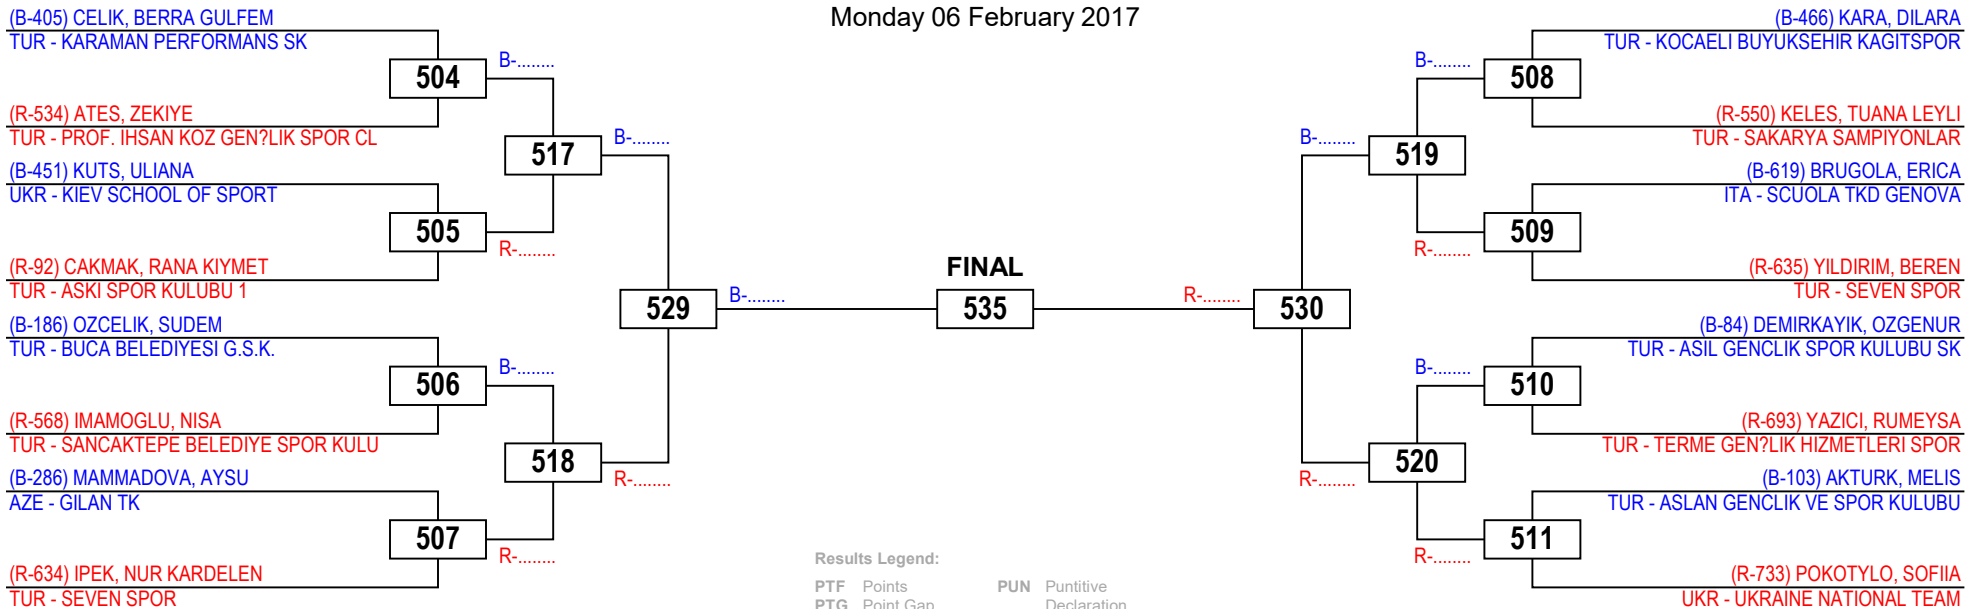 Monday 06 February 2017
(B-405) CELIK, BERRA GULFEM
TUR - KARAMAN PERFORMANS SK
504
B-........
(R-534) ATES, ZEKIYE
TUR - PROF. IHSAN KOZ GEN?LIK SPOR CL
517
B-........
(B-451) KUTS, ULIANA
UKR - KIEV SCHOOL OF SPORT
505
R-........
(R-92) CAKMAK, RANA KIYMET
TUR - ASKI SPOR KULUBU 1
529
B-........
(B-186) OZCELIK, SUDEM
TUR - BUCA BELEDIYESI G.S.K.
506
B-........
(R-568) IMAMOGLU, NISA
TUR - SANCAKTEPE BELEDIYE SPOR KULU
518
R-........
(B-286) MAMMADOVA, AYSU
AZE - GILAN TK
507
R-........
(R-634) IPEK, NUR KARDELEN
TUR - SEVEN SPOR
FINAL
535
(B-466) KARA, DILARA
TUR - KOCAELI BUYUKSEHIR KAGITSPOR
B-........
508
(R-550) KELES, TUANA LEYLI
TUR - SAKARYA SAMPIYONLAR
B-........
519
(B-619) BRUGOLA, ERICA
ITA - SCUOLA TKD GENOVA
R-........
509
(R-635) YILDIRIM, BEREN
TUR - SEVEN SPOR
R-........
530
(B-84) DEMIRKAYIK, OZGENUR
TUR - ASIL GENCLIK SPOR KULUBU SK
B-........
510
(R-693) YAZICI, RUMEYSA
TUR - TERME GEN?LIK HIZMETLERI SPOR
R-........
520
(B-103) AKTURK, MELIS
TUR - ASLAN GENCLIK VE SPOR KULUBU
R-........
511
(R-733) POKOTYLO, SOFIIA
UKR - UKRAINE NATIONAL TEAM
Results Legend:
PTF Points PUN Puntitive
PTG Point Gap Declaration